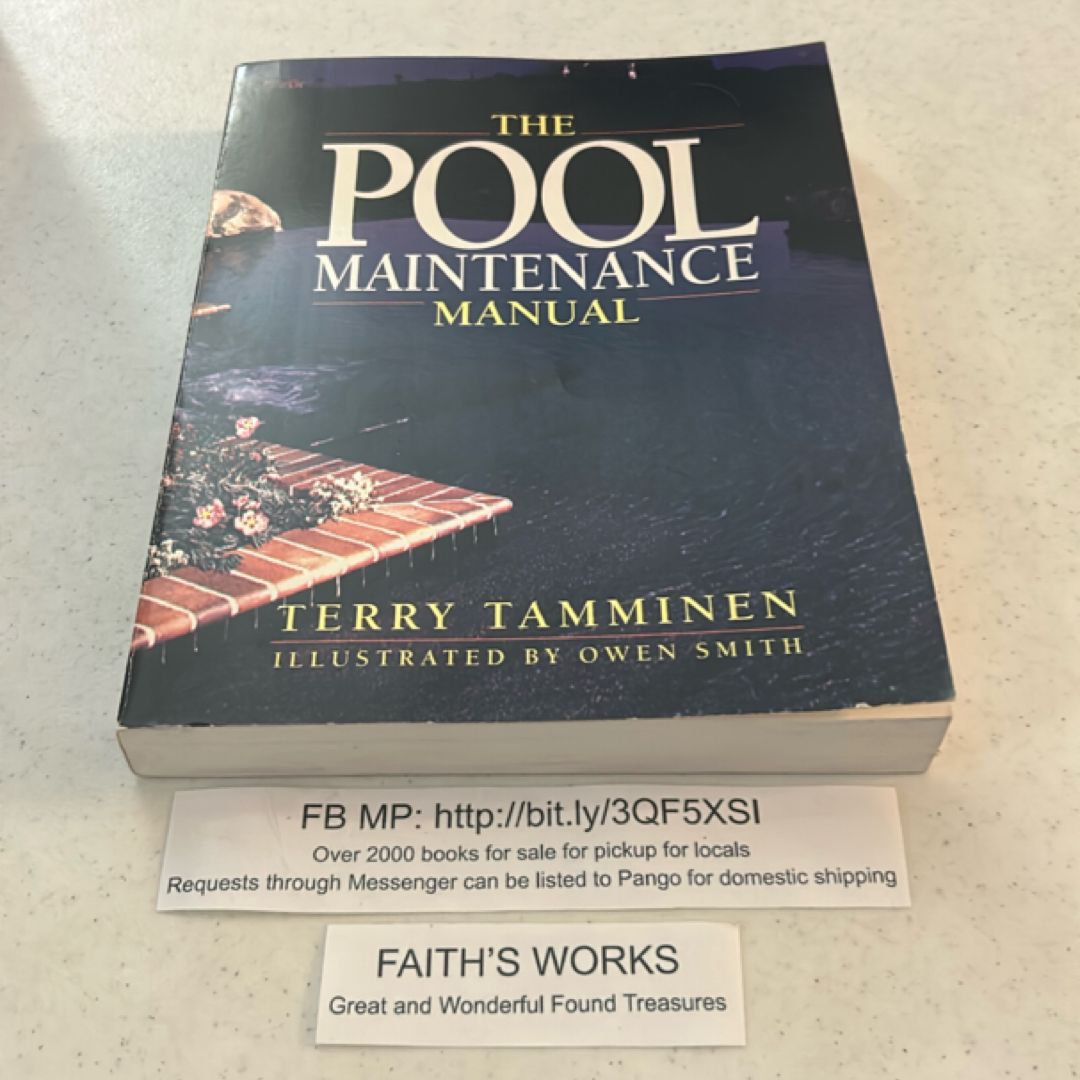 THE
POOL
MAINTENANCE
MANUAL
TERRY TAMMINEN
ILLUSTRATED BY OWEN SMITH
FB MP: http://bit.ly/3QF5XSI
Over 2000 books for sale for pickup for locals
Requests through Messenger can be listed to Pango for domestic shipping
FAITH'S WORKS
Great and Wonderful Found Treasures